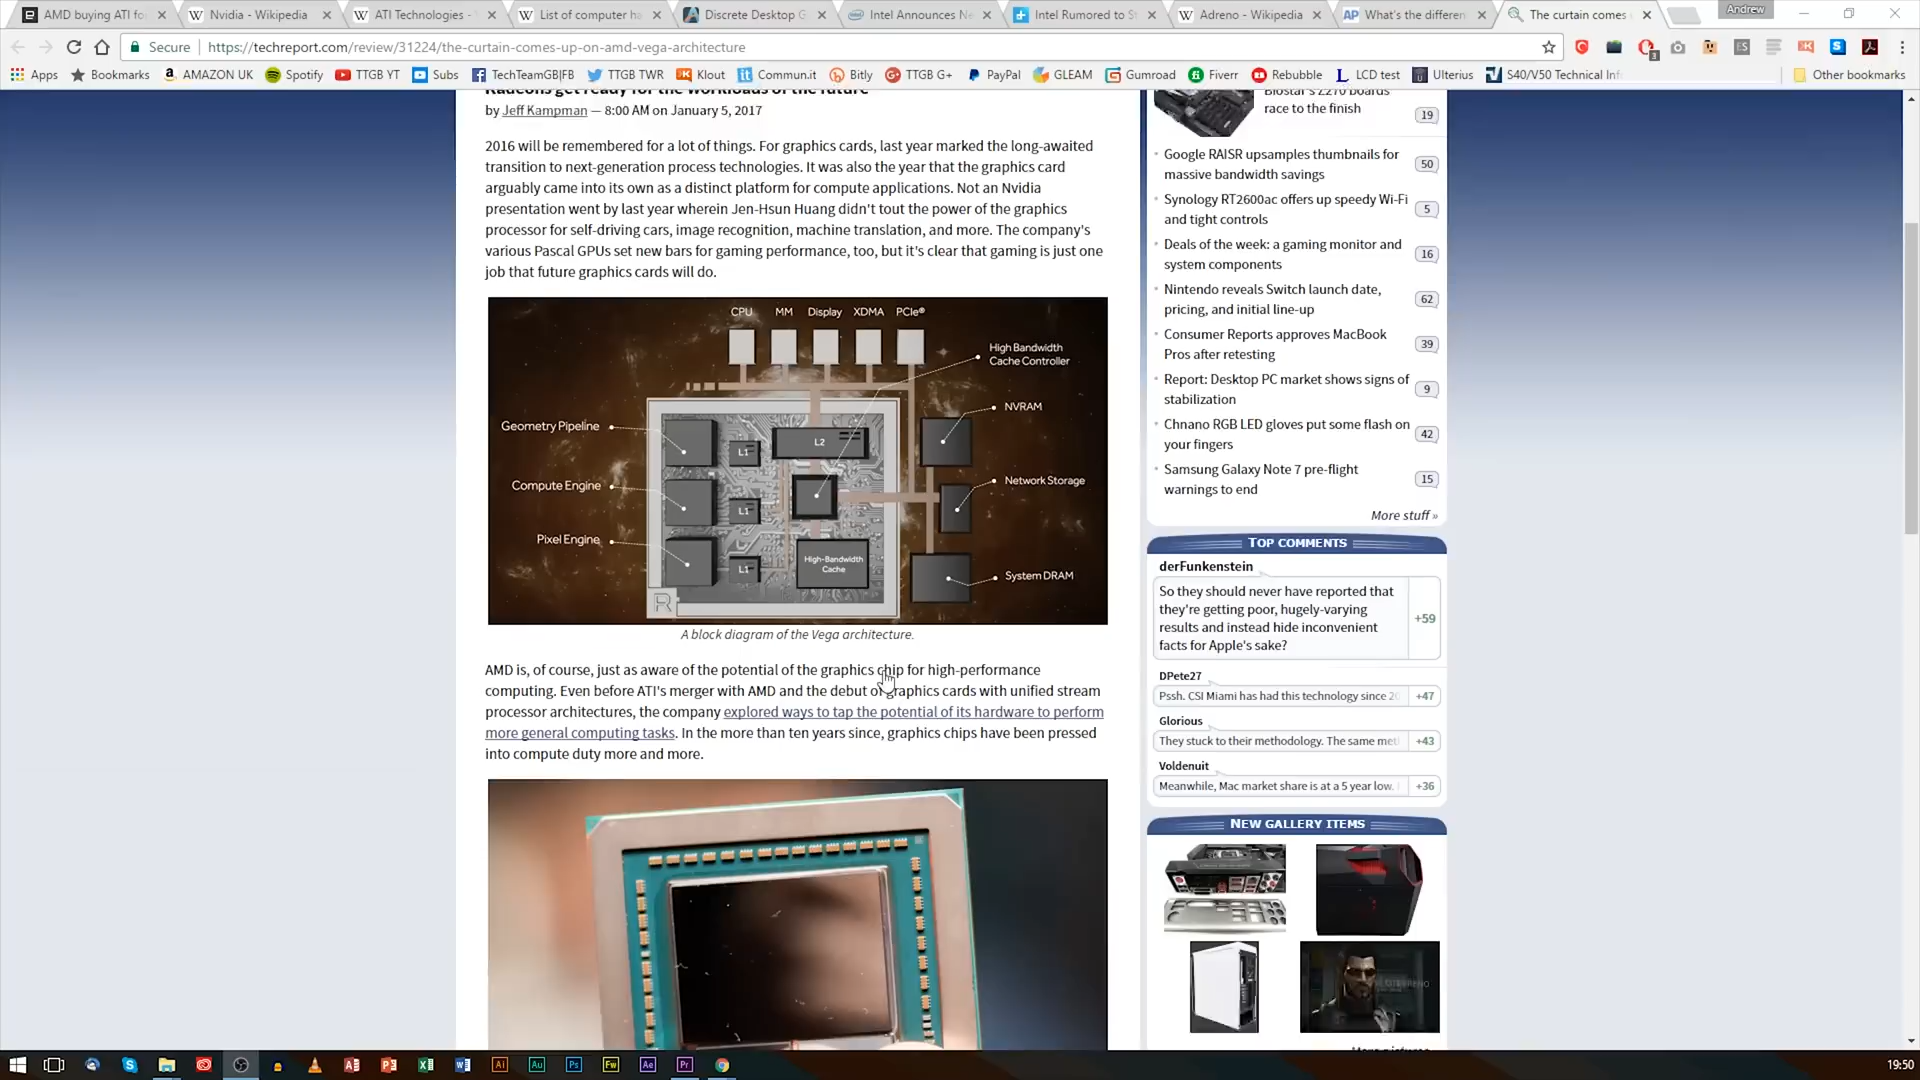 AMD buying ATI fo
Nvidia - Wikipedia
ATI Technologies -
List of computer ha
Discrete Desktop G
Intel Announces Ne
Intel Rumored to S
Adreno - Wikipedia
What's the differen
The curtain comes
Andrew
Secure
https://techreport.com/review/31224/the-curtain-comes-up-on-amd-vega-architecture
Apps
Bookmarks
AMAZON UK
Spotify
TTGB YT
Subs
TechTeamGB|FB
TTGB TWR
Klout
Commun.it
Bitly
TTGB G+
PayPal
GLEAM
Gumroad
Fiverr
Rebubble
LCD test
Ulterius
S40/V50 Technical Inf
Other bookmarks
Radeons get ready for the workloads of the future
by Jeff Kampman — 8:00 AM on January 5, 2017
2016 will be remembered for a lot of things. For graphics cards, last year marked the long-awaited
transition to next-generation process technologies. It was also the year that the graphics card
arguably came into its own as a distinct platform for compute applications. Not an Nvidia
presentation went by last year wherein Jen-Hsun Huang didn't tout the power of the graphics
processor for self-driving cars, image recognition, machine translation, and more. The company's
various Pascal GPUs set new bars for gaming performance, too, but it's clear that gaming is just one
job that future graphics cards will do.
CPU MM Display XDMA PCIe®
High Bandwidth
Cache Controller
NVRAM
Geometry Pipeline
L1
L2
Network Storage
Compute Engine
L1
Pixel Engine
L1
High-Bandwidth
Cache
System DRAM
R
A block diagram of the Vega architecture.
AMD is, of course, just as aware of the potential of the graphics chip for high-performance
computing. Even before ATI's merger with AMD and the debut of graphics cards with unified stream
processor architectures, the company explored ways to tap the potential of its hardware to perform
more general computing tasks. In the more than ten years since, graphics chips have been pressed
into compute duty more and more.
Biostar's Z270 boards
race to the finish
19
Google RAISR upsamples thumbnails for
massive bandwidth savings
50
Synology RT2600ac offers up speedy Wi-Fi
and tight controls
5
Deals of the week: a gaming monitor and
system components
16
Nintendo reveals Switch launch date,
pricing, and initial line-up
62
Consumer Reports approves MacBook
Pros after retesting
39
Report: Desktop PC market shows signs of
stabilization
9
Chnano RGB LED gloves put some flash on
your fingers
42
Samsung Galaxy Note 7 pre-flight
warnings to end
15
More stuff »
TOP COMMENTS
derFunkenstein
So they should never have reported that
they're getting poor, hugely-varying
results and instead hide inconvenient
facts for Apple's sake?
+59
DPete27
Pssh. CSI Miami has had this technology since 20
+47
Glorious
They stuck to their methodology. The same met
+43
Voldenuit
Meanwhile, Mac market share is at a 5 year low.
+36
NEW GALLERY ITEMS
More pictures
19:50